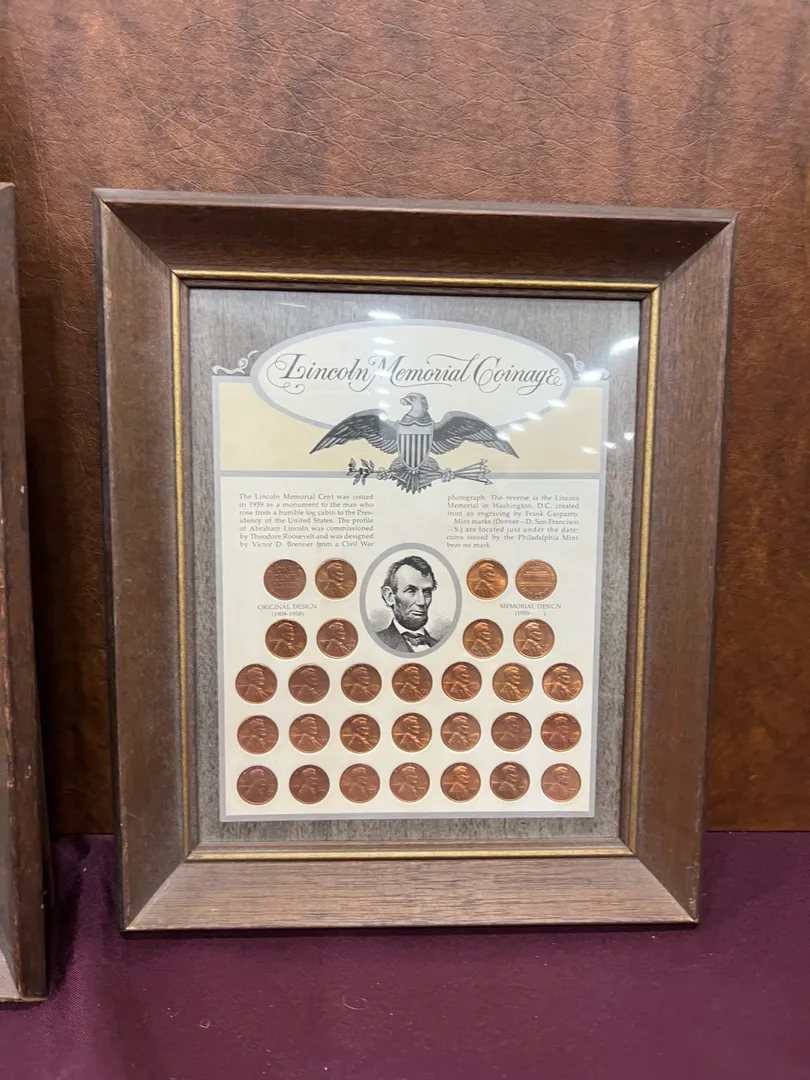 Lincoln Memorial Coinage
The Lincoln Memorial Cent was issued
in 1959 as a monument to the man who
rose from a humble log cabin to the Pres-
idency of the United States. The profile
of Abraham Lincoln was commissioned
by Theodore Roosevelt and was designed
by Victor D. Brenner from a Civil War
photograph. The reverse is the Lincoln
Memorial in Washington, D.C. created
from an engraving by Frank Gasparro.
Mint marks (Denver—D; San Francisco
—S.) are located just under the date;
coins issued by the Philadelphia Mint
bear no mark.
ORIGINAL DESIGN
(1909-1958)
MEMORIAL DESIGN
(1959- )